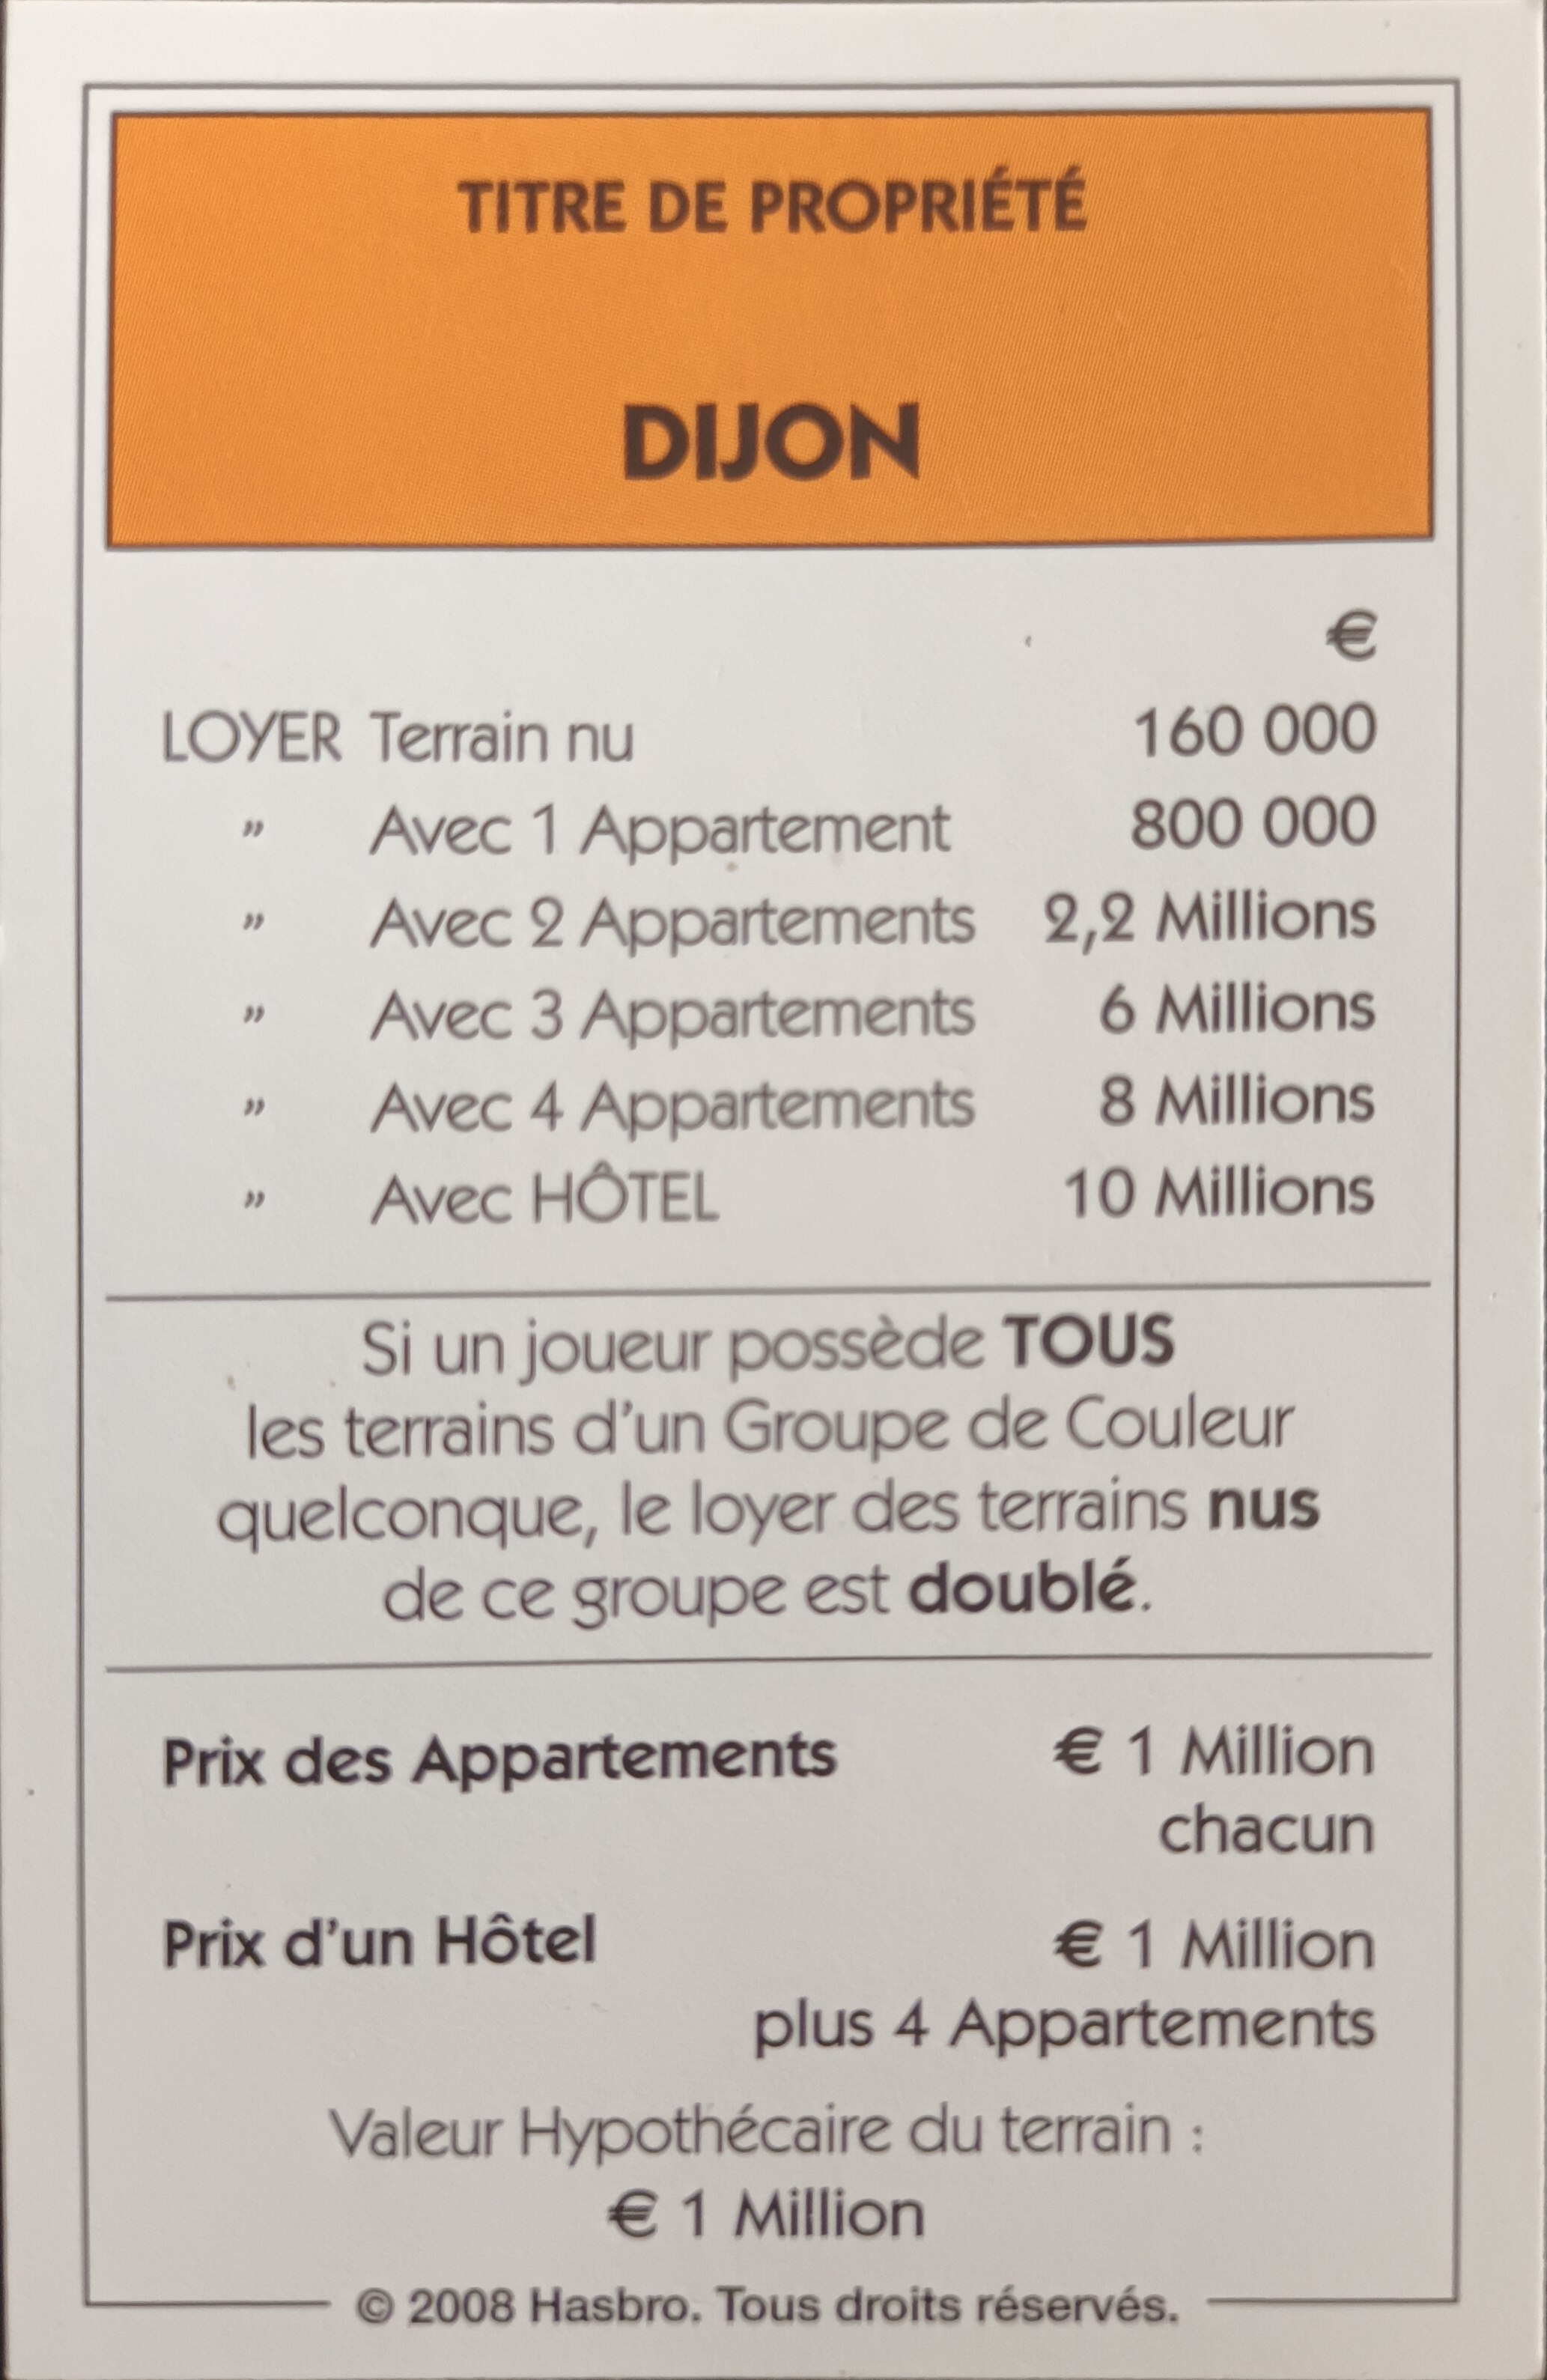 TITRE DE PROPRIÉTÉ
DIJON
€
LOYER Terrain nu 160 000
" Avec 1 Appartement 800 000
" Avec 2 Appartements 2,2 Millions
" Avec 3 Appartements 6 Millions
" Avec 4 Appartements 8 Millions
" Avec HÔTEL 10 Millions
Si un joueur possède TOUS
les terrains d'un Groupe de Couleur
quelconque, le loyer des terrains nus
de ce groupe est doublé.
Prix des Appartements € 1 Million
chacun
Prix d'un Hôtel € 1 Million
plus 4 Appartements
Valeur Hypothécaire du terrain :
€ 1 Million
© 2008 Hasbro. Tous droits réservés.